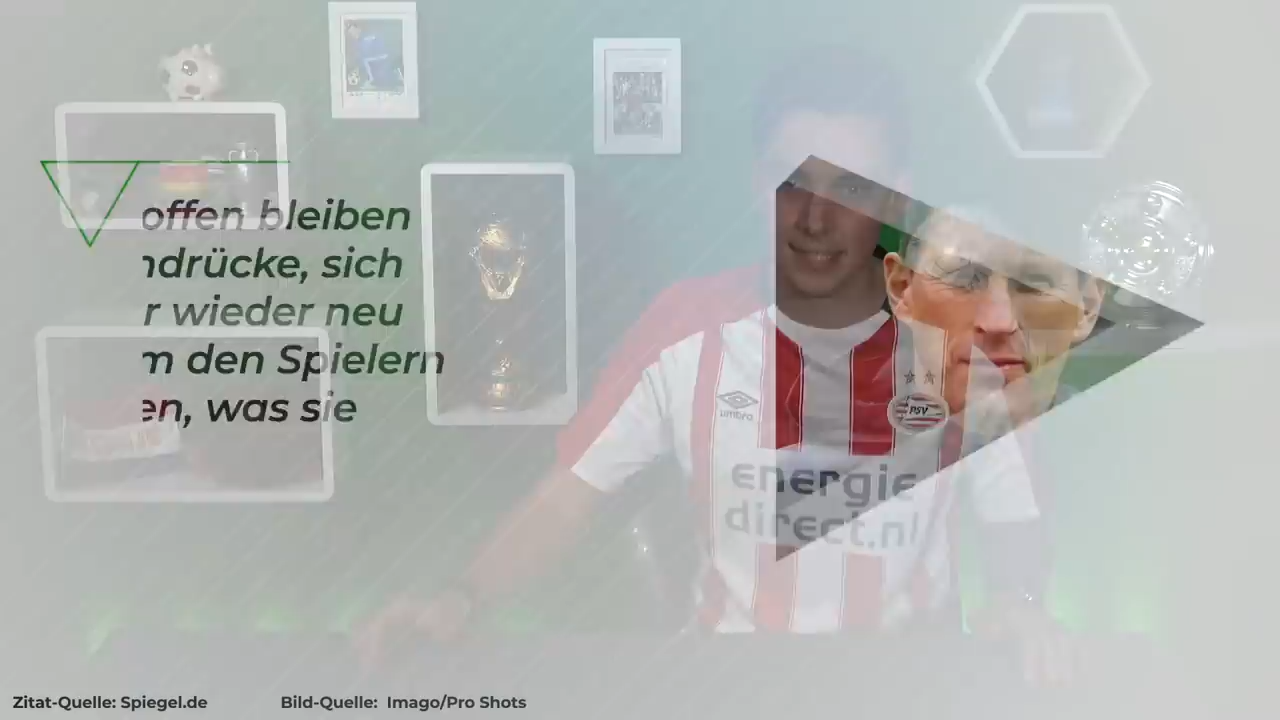 offen bleiben
ndrücke, sich
r wieder neu
m den Spielern
en, was sie
umbro
PSV
energie
direct.nl
Zitat-Quelle: Spiegel.de
Bild-Quelle: Imago/Pro Shots